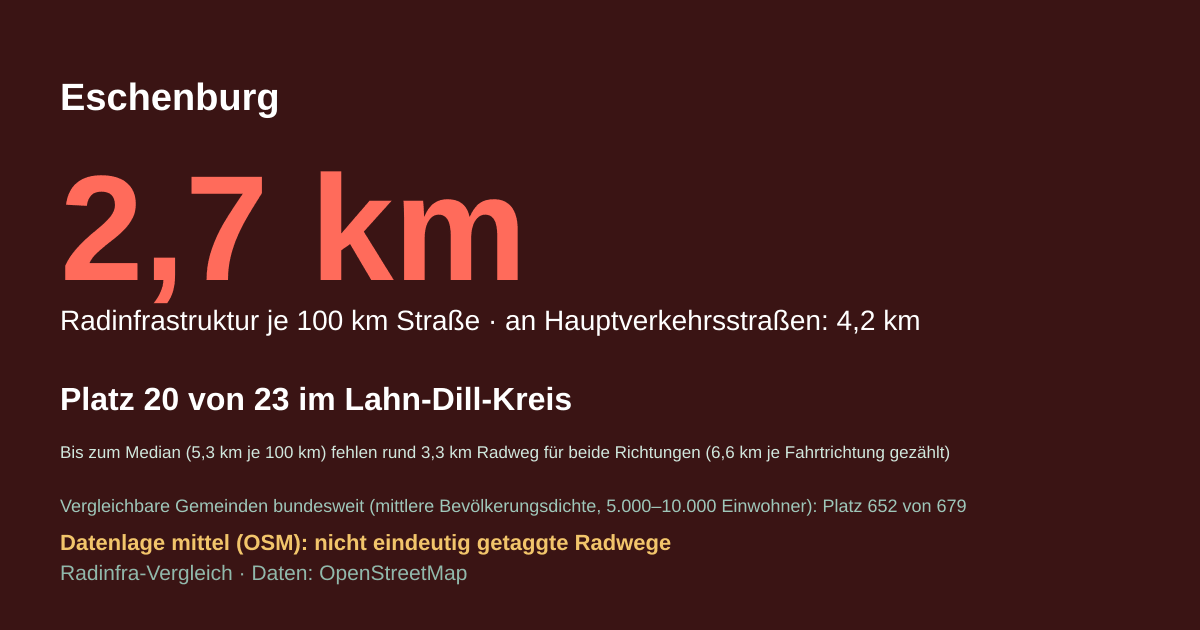 Eschenburg
2,7 km
Radinfrastruktur je 100 km Straße · an Hauptverkehrsstraßen: 4,2 km
Platz 20 von 23 im Lahn-Dill-Kreis
Bis zum Median (5,3 km je 100 km) fehlen rund 3,3 km Radweg für beide Richtungen (6,6 km je Fahrtrichtung gezählt)
Vergleichbare Gemeinden bundesweit (mittlere Bevölkerungsdichte, 5.000–10.000 Einwohner): Platz 652 von 679
Datenlage mittel (OSM): nicht eindeutig getaggte Radwege
Radinfra-Vergleich · Daten: OpenStreetMap